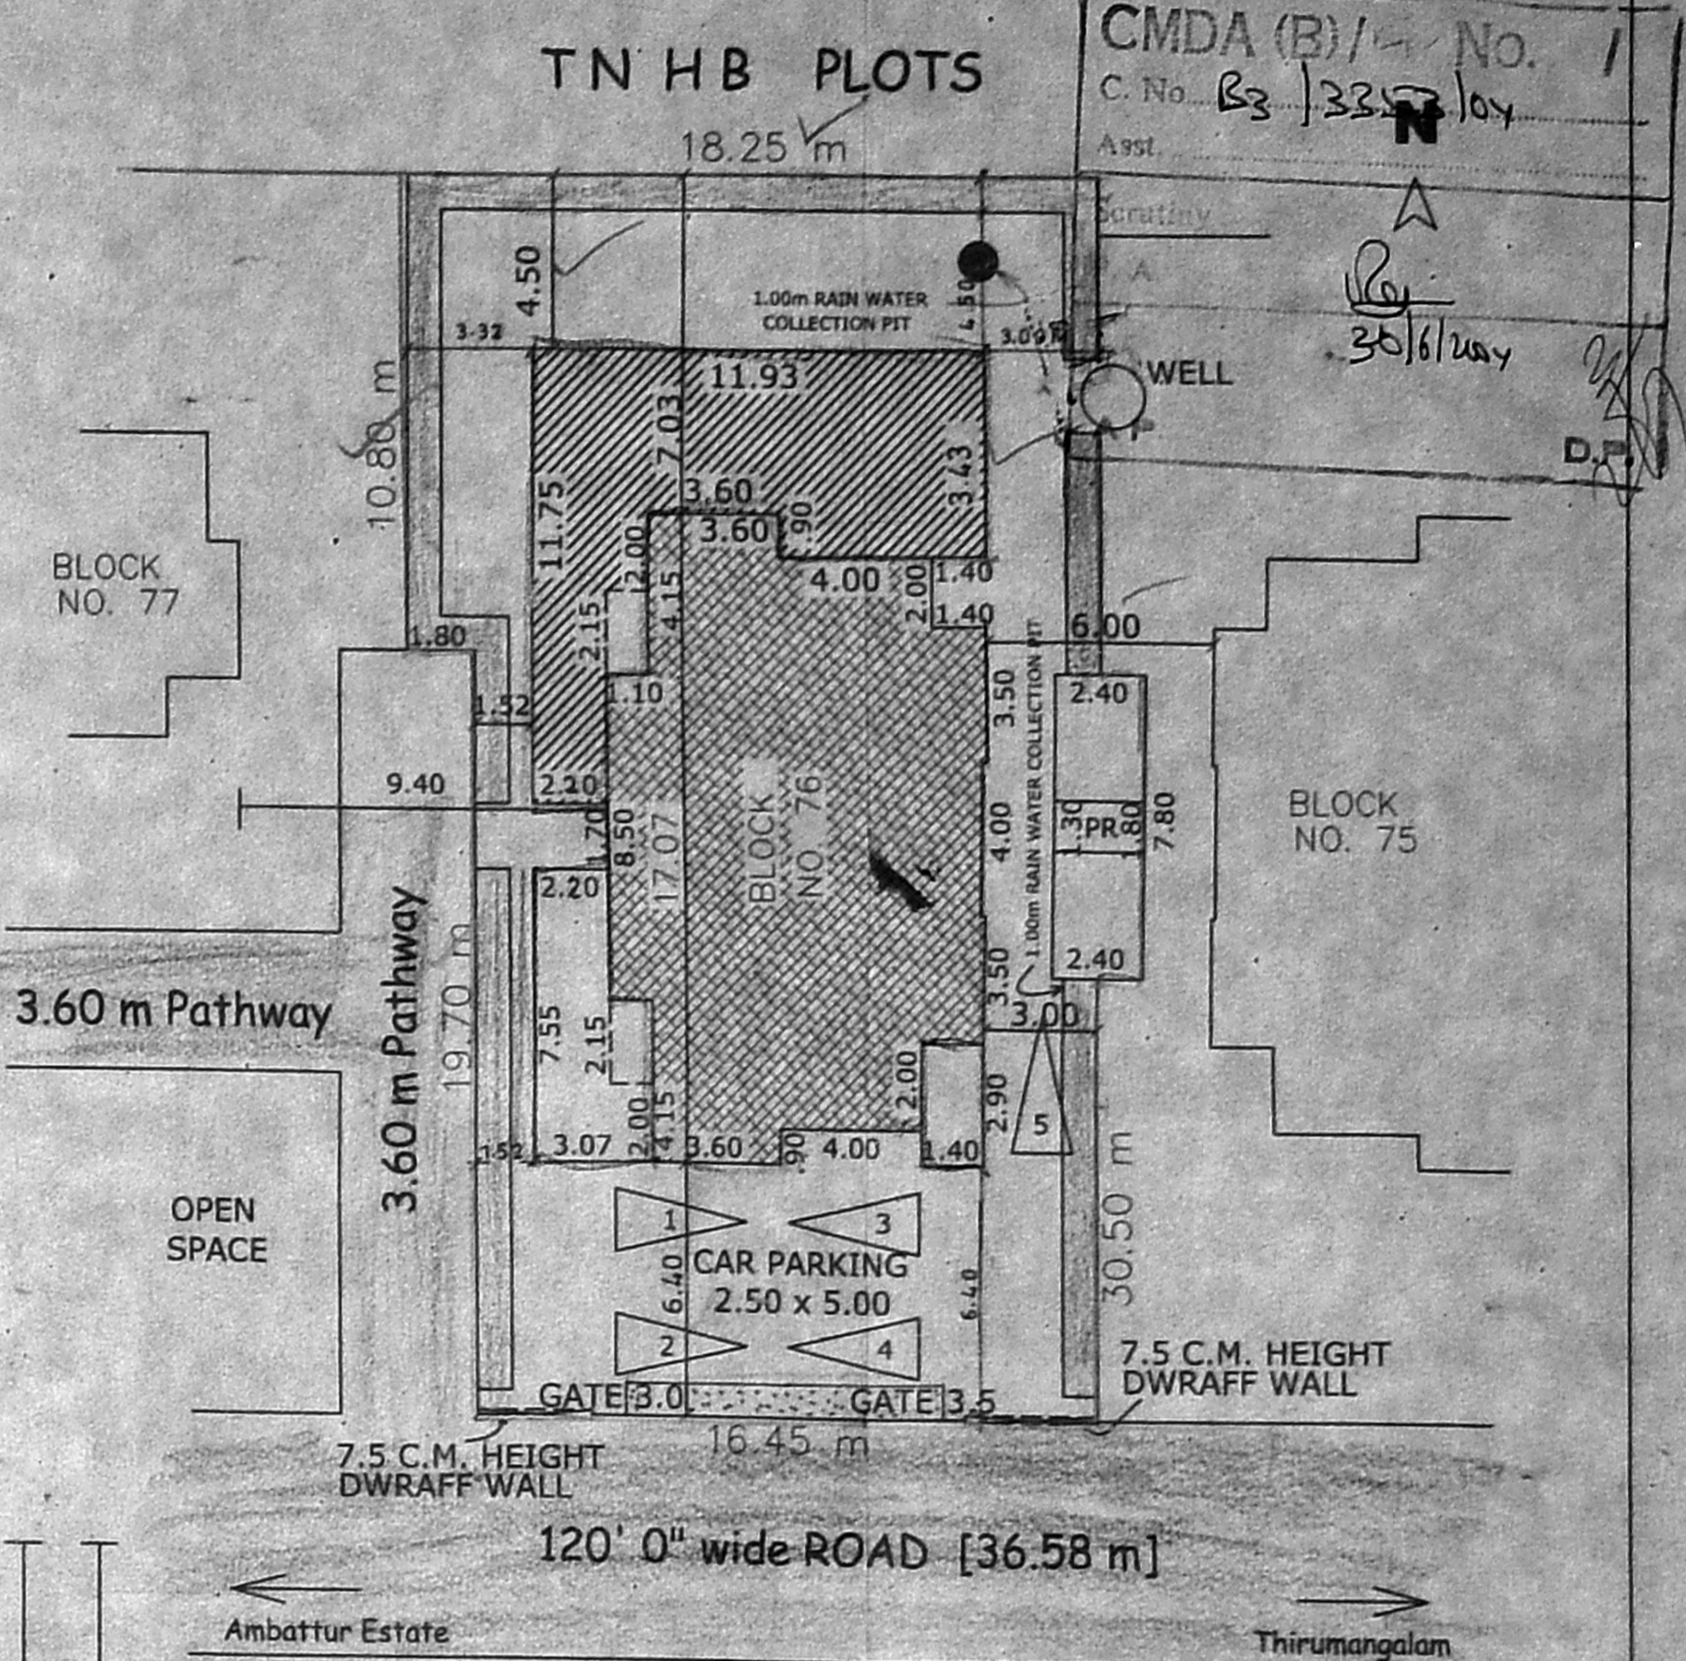 CMDA (B)/ No. 1
C. No B3 /33 /04
N
Asst.
Scrutiny
A
30/6/2004
D.P.
TNHB PLOTS
18.25 m
4.50
1.00m RAIN WATER
COLLECTION PIT
4.50
3.32
3.09
WELL
10.80 m
11.93
7.03
3.43
11.75
3.60
3.60
.90
2.00
4.00
2.00
1.40
1.40
BLOCK
NO. 77
4.15
2.15
1.80
6.00
1.10
1.52
3.50
1.00m RAIN WATER COLLECTION PIT
2.40
9.40
2.20
1.70
8.50
17.07
BLOCK
NO. 76
4.00
1.30
PR
1.80
7.80
BLOCK
NO. 75
2.20
3.60 m Pathway
3.60 m Pathway
19.70 m
3.50
2.40
3.00
7.55
2.15
2.00
4.15
2.00
2.90
5
1.52
3.07
3.60
.90
4.00
1.40
30.50 m
OPEN
SPACE
1
3
CAR PARKING
2.50 x 5.00
6.40
6.40
2
4
GATE 3.0
GATE 3.5
7.5 C.M. HEIGHT
DWRAFF WALL
16.45 m
7.5 C.M. HEIGHT
DWRAFF WALL
120' 0" wide ROAD [36.58 m]
Ambattur Estate
Thirumangalam